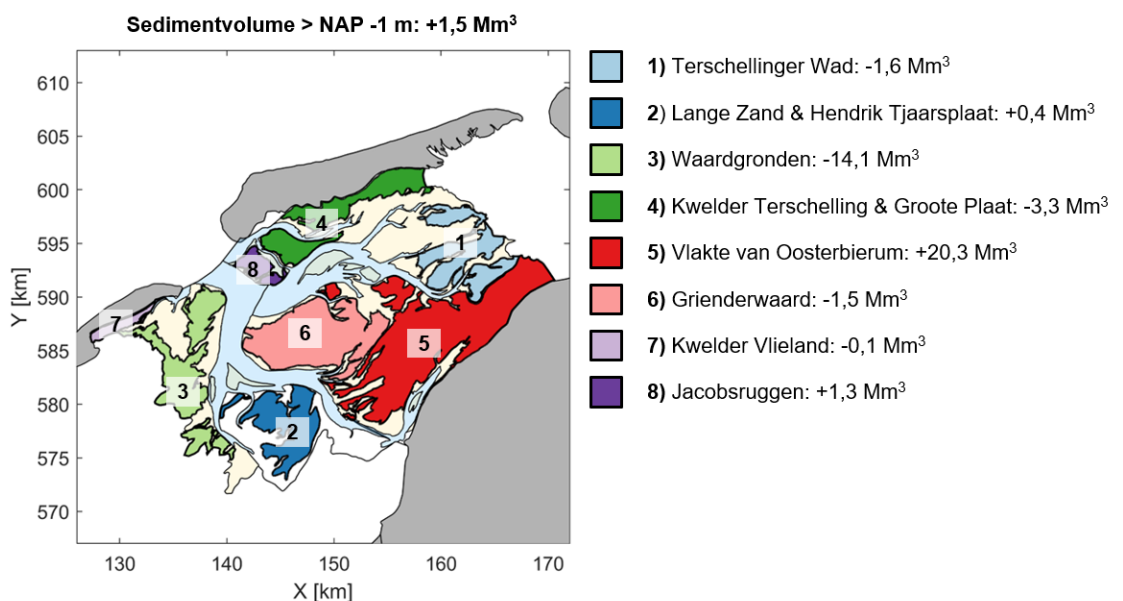 Sedimentvolume > NAP -1 m: +1,5 Mm³
1) Terschellinger Wad: -1,6 Mm³
2) Lange Zand & Hendrik Tjaarsplaat: +0,4 Mm³
3) Waardgronden: -14,1 Mm³
4) Kwelder Terschelling & Groote Plaat: -3,3 Mm³
5) Vlakte van Oosterbierum: +20,3 Mm³
6) Grienderwaard: -1,5 Mm³
7) Kwelder Vlieland: -0,1 Mm³
8) Jacobsruggen: +1,3 Mm³
Y [km]
610
605
600
595
590
585
580
575
570
4
1
8
7
6
5
3
2
130 140 150 160 170
X [km]